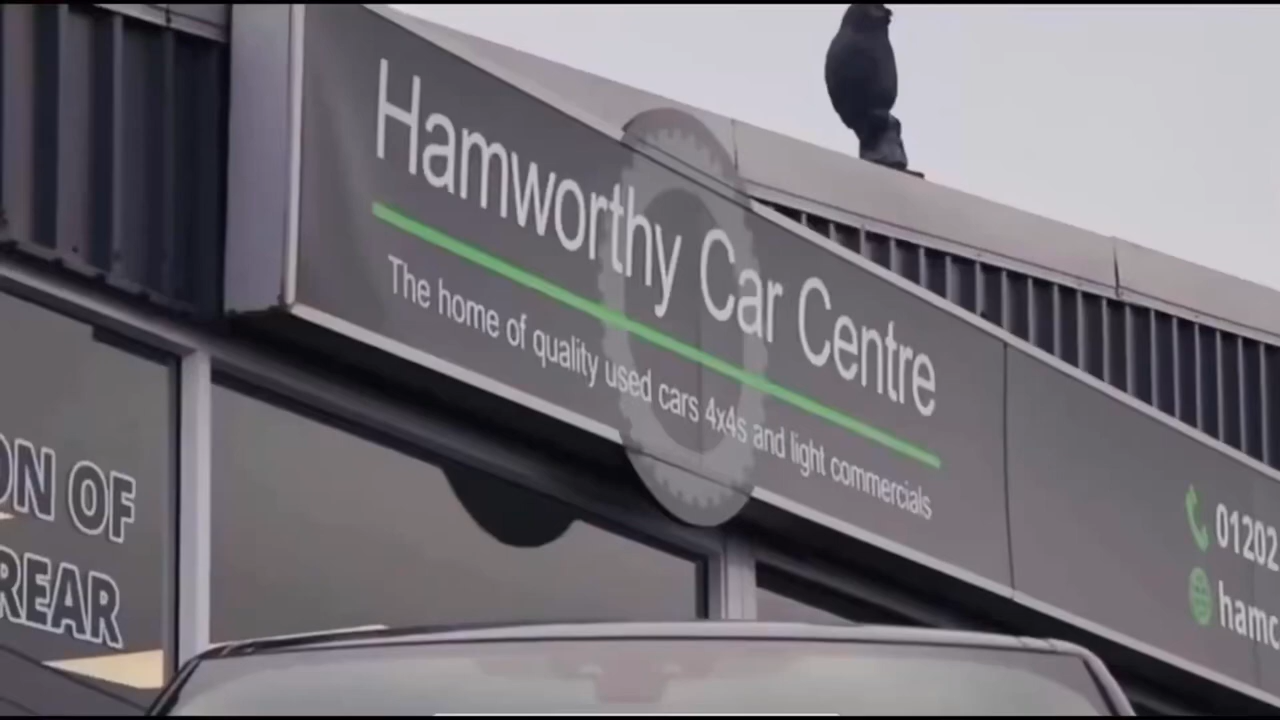 Hamworthy Car Centre
The home of quality used cars 4x4s and light commercials
01202
hamc
ON OF
REAR